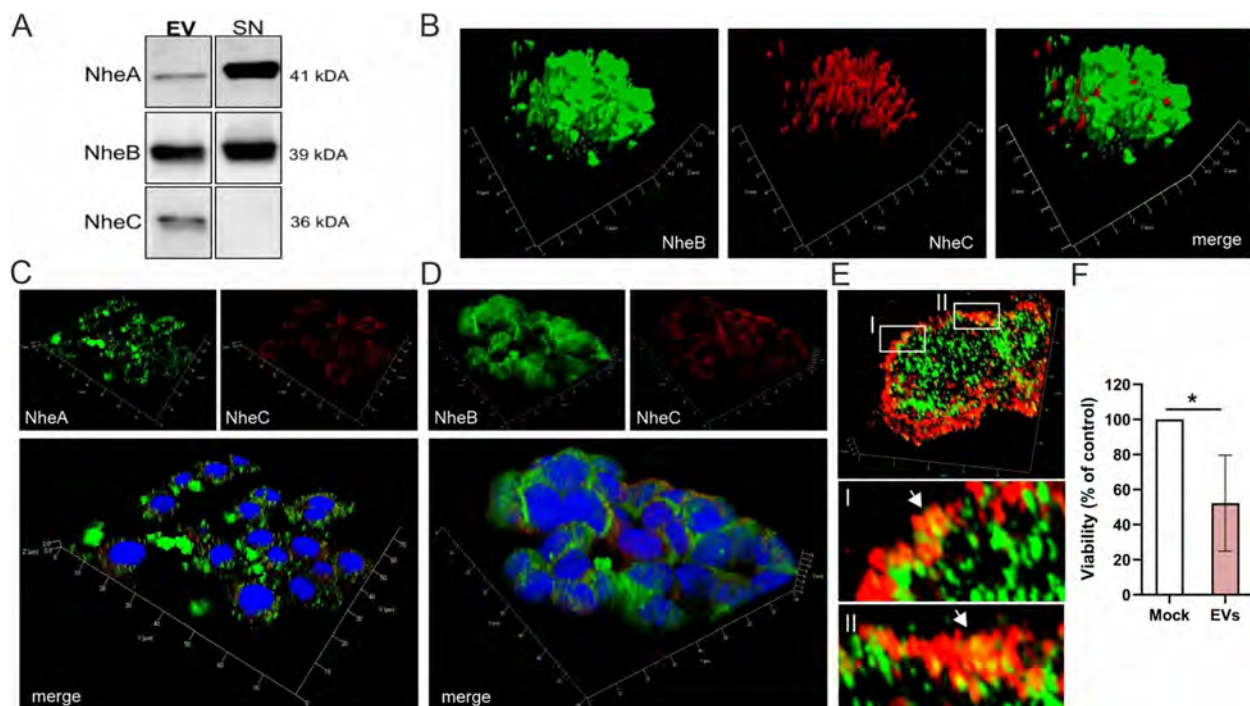 A
EV SN
NheA 41 kDA
NheB 39 kDA
NheC 36 kDA
B
NheB
NheC
merge
C
NheA
NheC
merge
D
NheB
NheC
merge
E
I
II
I
II
F
Viability (% of control)
120
100
80
60
40
20
0
*
Mock EVs